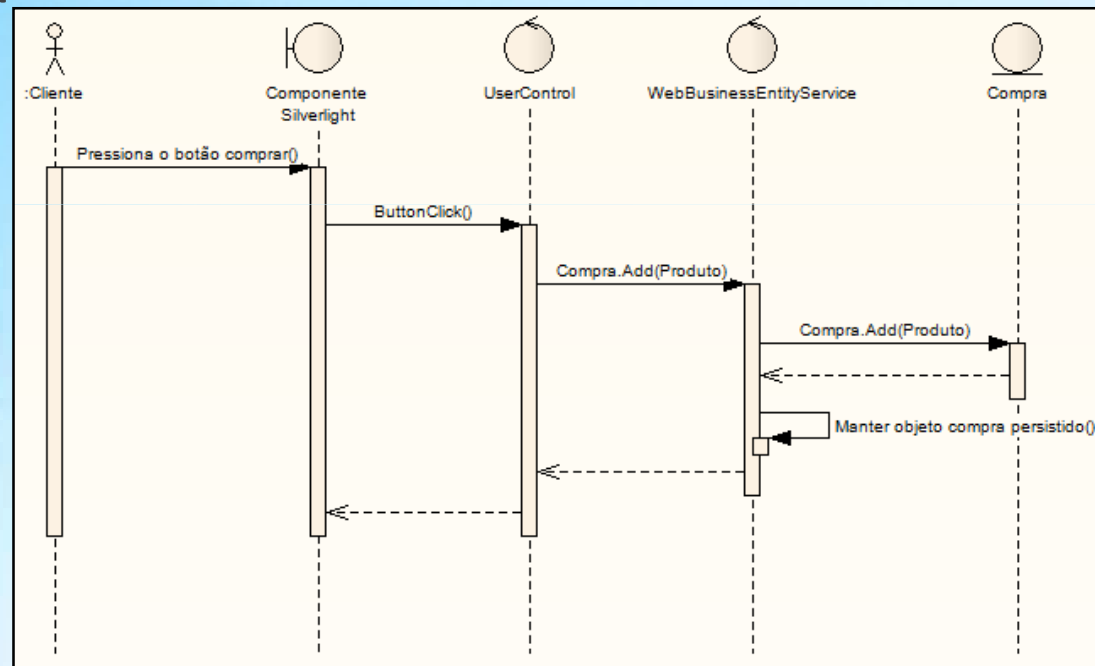 :Cliente
Componente
Silverlight
UserControl
WebBusinessEntityService
Compra
Pressiona o botão comprar()
ButtonClick()
Compra.Add(Produto)
Compra.Add(Produto)
Manter objeto compra persistido()